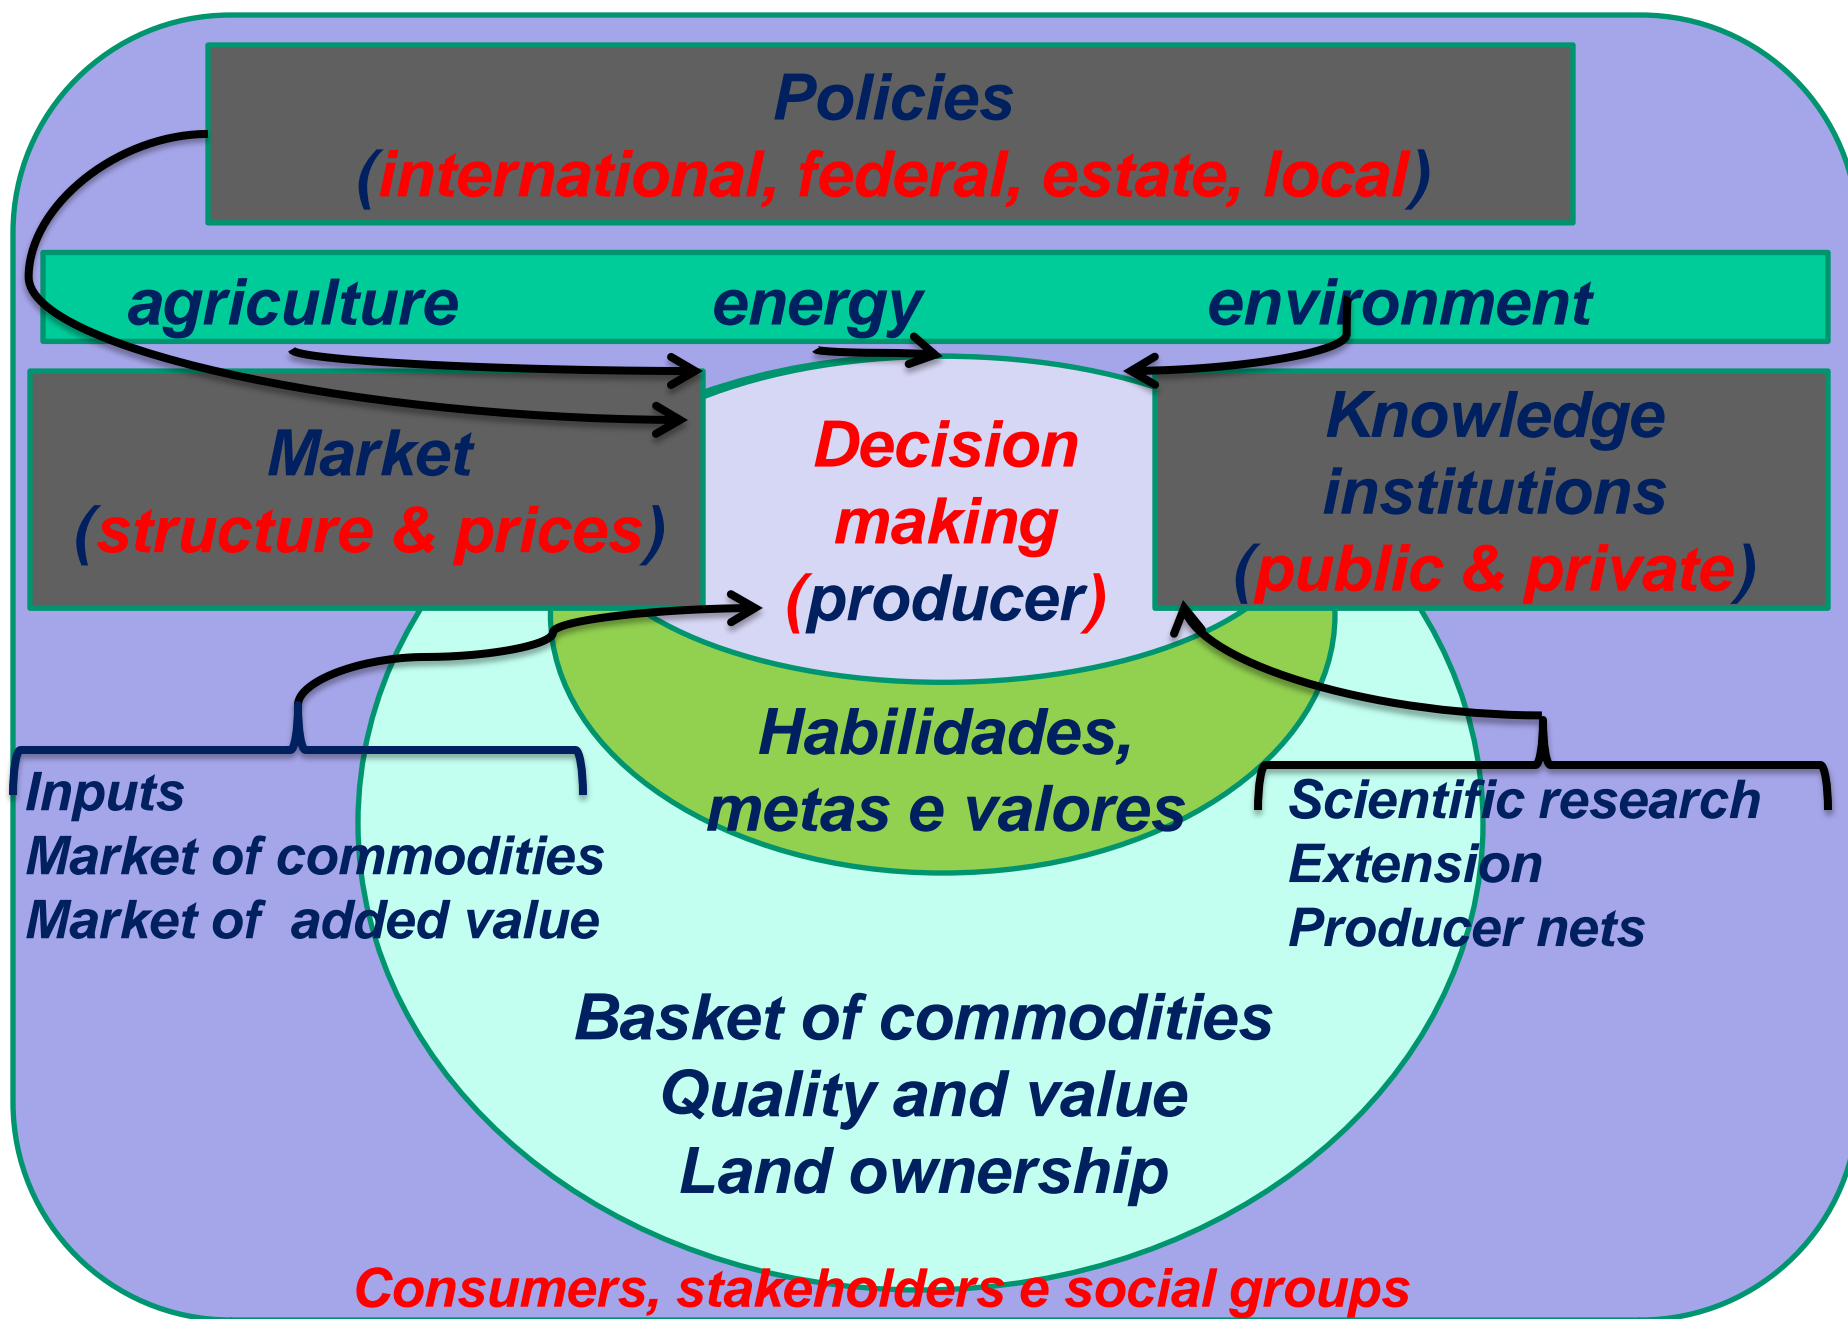 Policies
(international, federal, estate, local)
agriculture energy environment
Market
(structure & prices)
Decision
making
(producer)
Knowledge
institutions
(public & private)
Habilidades,
metas e valores
Inputs
Market of commodities
Market of  added value
Scientific research
Extension
Producer nets
Basket of commodities
Quality and value
Land ownership
Consumers, stakeholders e social groups